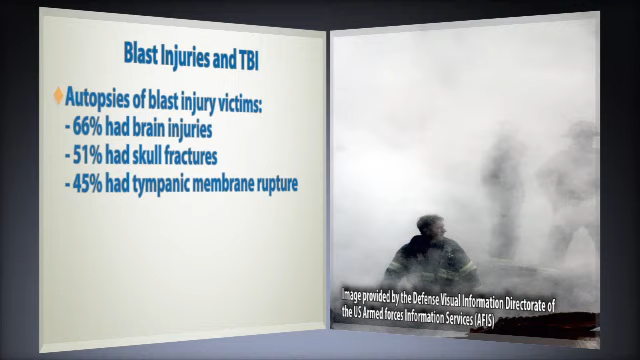 Blast Injuries and TBI
Autopsies of blast injury victims:
- 66% had brain injuries
- 51% had skull fractures
- 45% had tympanic membrane rupture
Image provided by the Defense Visual Information Directorate of
the US Armed forces Information Services (AFIS)